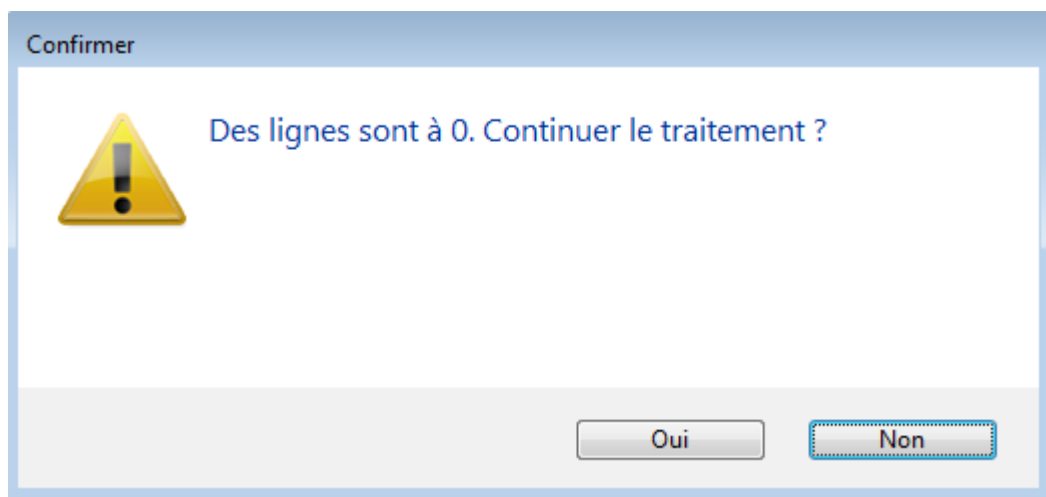 Confirmer
Des lignes sont à 0. Continuer le traitement ?
Oui
Non